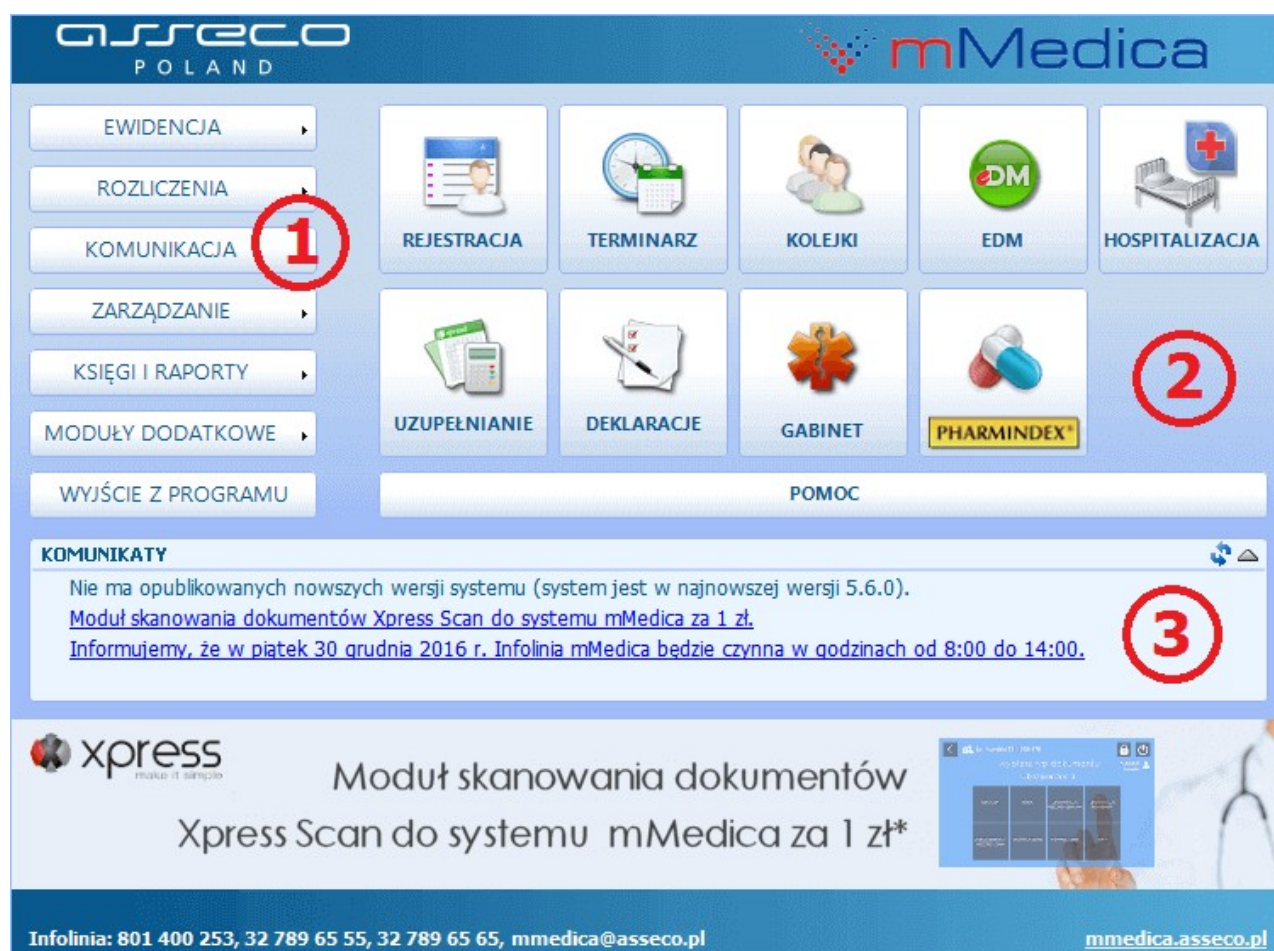 asseco
POLAND
mMedica
EWIDENCJA
ROZLICZENIA
KOMUNIKACJA
ZARZĄDZANIE
KSIĘGI I RAPORTY
MODUŁY DODATKOWE
WYJŚCIE Z PROGRAMU
1
REJESTRACJA
TERMINARZ
KOLEJKI
eDM
EDM
HOSPITALIZACJA
UZUPEŁNIANIE
DEKLARACJE
GABINET
PHARMINDEX®
2
POMOC
KOMUNIKATY
Nie ma opublikowanych nowszych wersji systemu (system jest w najnowszej wersji 5.6.0).
Moduł skanowania dokumentów Xpress Scan do systemu mMedica za 1 zł.
Informujemy, że w piątek 30 grudnia 2016 r. Infolinia mMedica będzie czynna w godzinach od 8:00 do 14:00.
3
xpress
make it simple
Moduł skanowania dokumentów
Xpress Scan do systemu mMedica za 1 zł*
Infolinia: 801 400 253, 32 789 65 55, 32 789 65 65, mmedica@asseco.pl
mmedica.asseco.pl